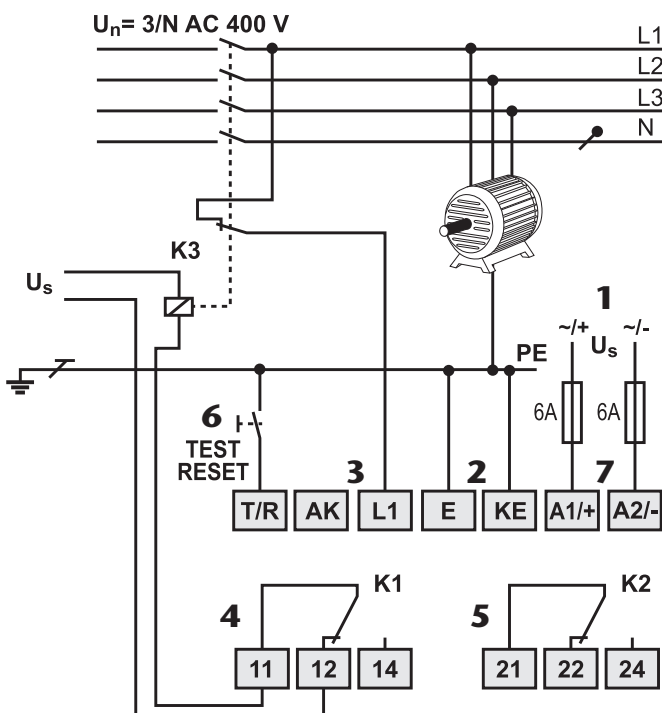 Un= 3/N AC 400 V
L1
L2
L3
N
K3
Us
1
~/+ ~/-
Us
PE
6A 6A
6
TEST
RESET
3 2 7
T/R AK L1 E KE A1/+ A2/-
K1 K2
4 5
11 12 14 21 22 24